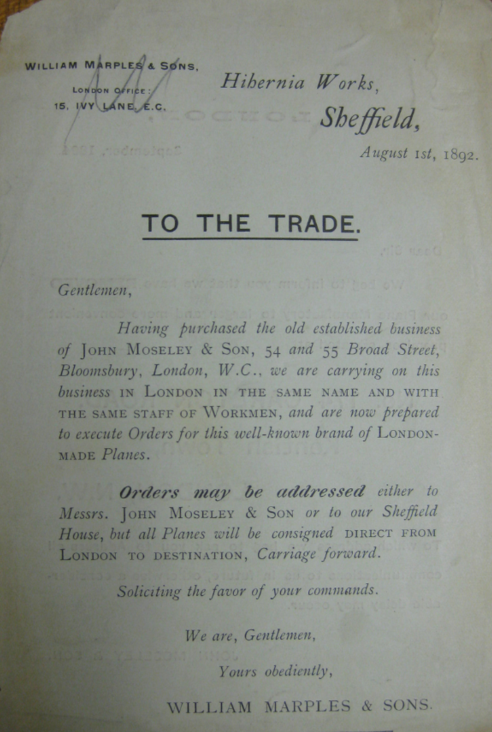 WILLIAM MARPLES & SONS,
LONDON OFFICE:
15, IVY LANE, E.C.
Hibernia Works,
Sheffield,
August 1st, 1892.
TO THE TRADE.
Gentlemen,
Having purchased the old established business
of JOHN MOSELEY & SON, 54 and 55 Broad Street,
Bloomsbury, London, W.C., we are carrying on this
business IN LONDON IN THE SAME NAME AND WITH
THE SAME STAFF OF WORKMEN, and are now prepared
to execute Orders for this well-known brand of LONDON-
MADE Planes.
Orders may be addressed either to
Messrs. JOHN MOSELEY & SON or to our Sheffield
House, but all Planes will be consigned DIRECT FROM
LONDON TO DESTINATION, Carriage forward.
Soliciting the favor of your commands.
We are, Gentlemen,
Yours obediently,
WILLIAM MARPLES & SONS.